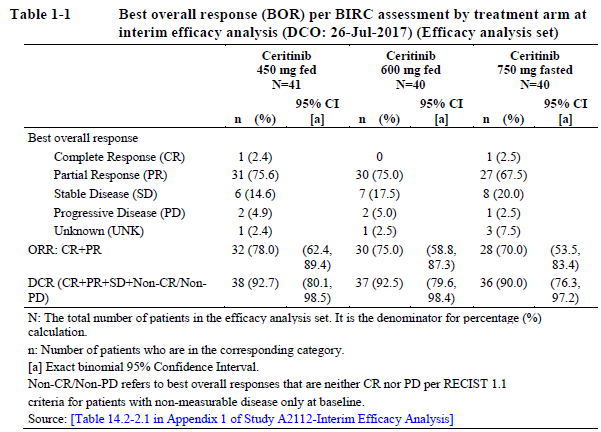 Table 1-1 Best overall response (BOR) per BIRC assessment by treatment arm at
interim efficacy analysis (DCO: 26-Jul-2017) (Efficacy analysis set)
Ceritinib Ceritinib Ceritinib
450 mg fed 600 mg fed 750 mg fasted
N=41 N=40 N=40
95% CI 95% CI 95% CI
n (%) [a] n (%) [a] n (%) [a]
Best overall response
Complete Response (CR) 1 (2.4) 0 1 (2.5)
Partial Response (PR) 31 (75.6) 30 (75.0) 27 (67.5)
Stable Disease (SD) 6 (14.6) 7 (17.5) 8 (20.0)
Progressive Disease (PD) 2 (4.9) 2 (5.0) 1 (2.5)
Unknown (UNK) 1 (2.4) 1 (2.5) 3 (7.5)
ORR: CR+PR 32 (78.0) (62.4, 30 (75.0) (58.8, 28 (70.0) (53.5,
89.4) 87.3) 83.4)
DCR (CR+PR+SD+Non-CR/Non- 38 (92.7) (80.1, 37 (92.5) (79.6, 36 (90.0) (76.3,
PD) 98.5) 98.4) 97.2)
N: The total number of patients in the efficacy analysis set. It is the denominator for percentage (%)
calculation.
n: Number of patients who are in the corresponding category.
[a] Exact binomial 95% Confidence Interval.
Non-CR/Non-PD refers to best overall responses that are neither CR nor PD per RECIST 1.1
criteria for patients with non-measurable disease only at baseline.
Source: [Table 14.2-2.1 in Appendix 1 of Study A2112-Interim Efficacy Analysis]